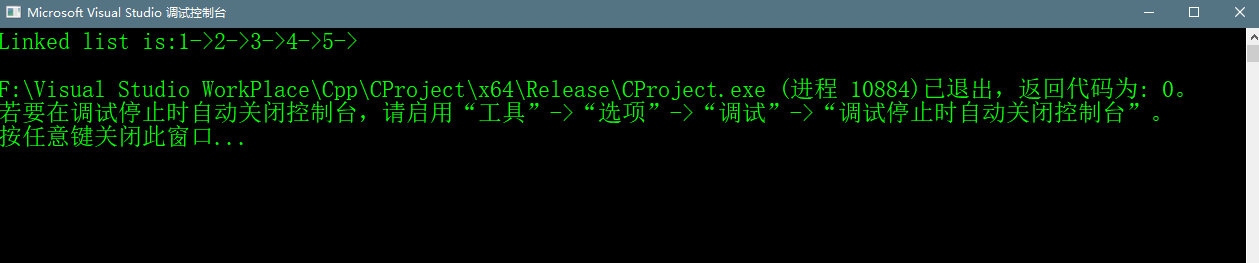 Microsoft Visual Studio 调试控制台
Linked list is:1->2->3->4->5->
F:\Visual Studio WorkPlace\Cpp\CProject\x64\Release\CProject.exe (进程 10884)已退出，返回代码为: 0。
若要在调试停止时自动关闭控制台，请启用“工具”->“选项”->“调试”->“调试停止时自动关闭控制台”。
按任意键关闭此窗口...